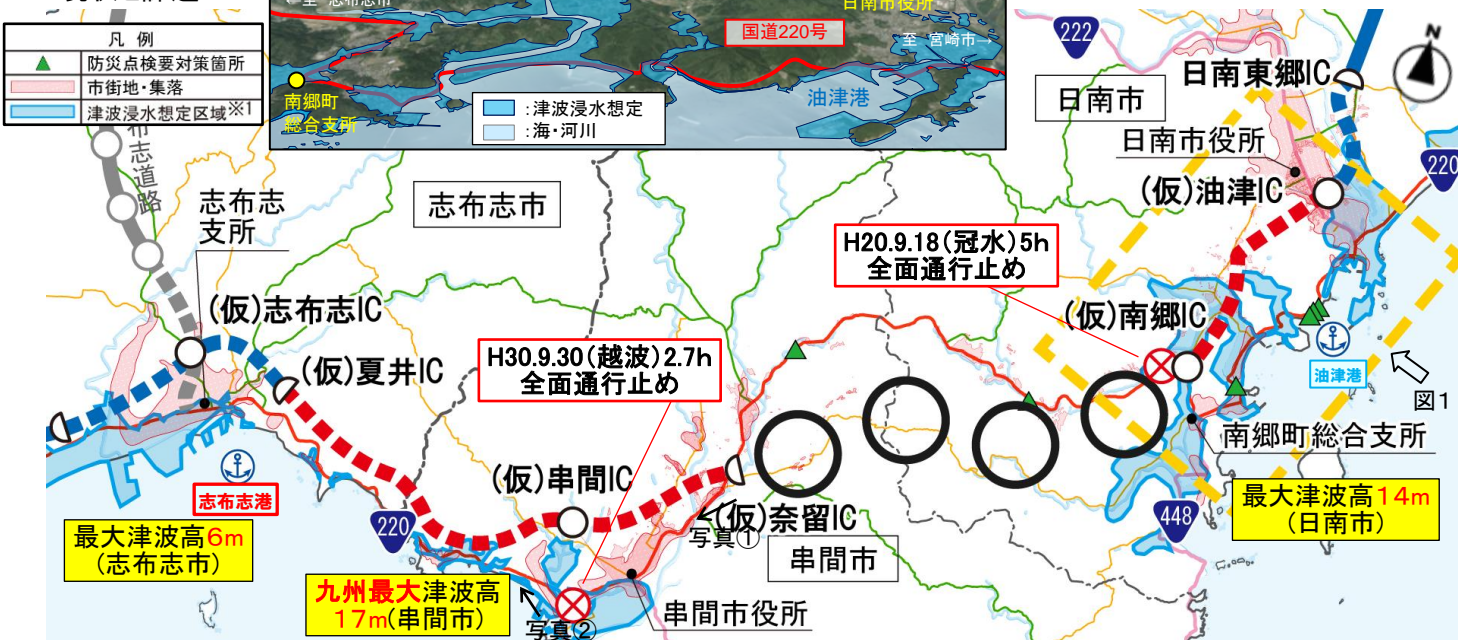 凡 例
防災点検要対策箇所
市街地・集落
津波浸水想定区域※1
←至 志布志市
日南市役所
国道220号
至 宮崎市→
南郷町
総合支所
油津港
:津波浸水想定
:海・河川
222
N
日南東郷IC
日南市
日南市役所
220
(仮)油津IC
布志道路
志布志
支所
志布志市
H20.9.18(冠水)5h
全面通行止め
(仮)志布志IC
(仮)南郷IC
(仮)夏井IC
H30.9.30(越波)2.7h
全面通行止め
油津港
図1
南郷町総合支所
(仮)串間IC
志布志港
(仮)奈留IC
写真①
220
448
最大津波高14m
(日南市)
最大津波高6m
(志布志市)
串間市
九州最大津波高
17m(串間市)
写真②
串間市役所